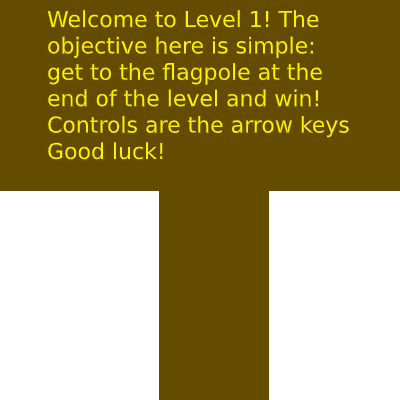 Welcome to Level 1! The
objective here is simple:
get to the flagpole at the
end of the level and win!
Controls are the arrow keys
Good luck!